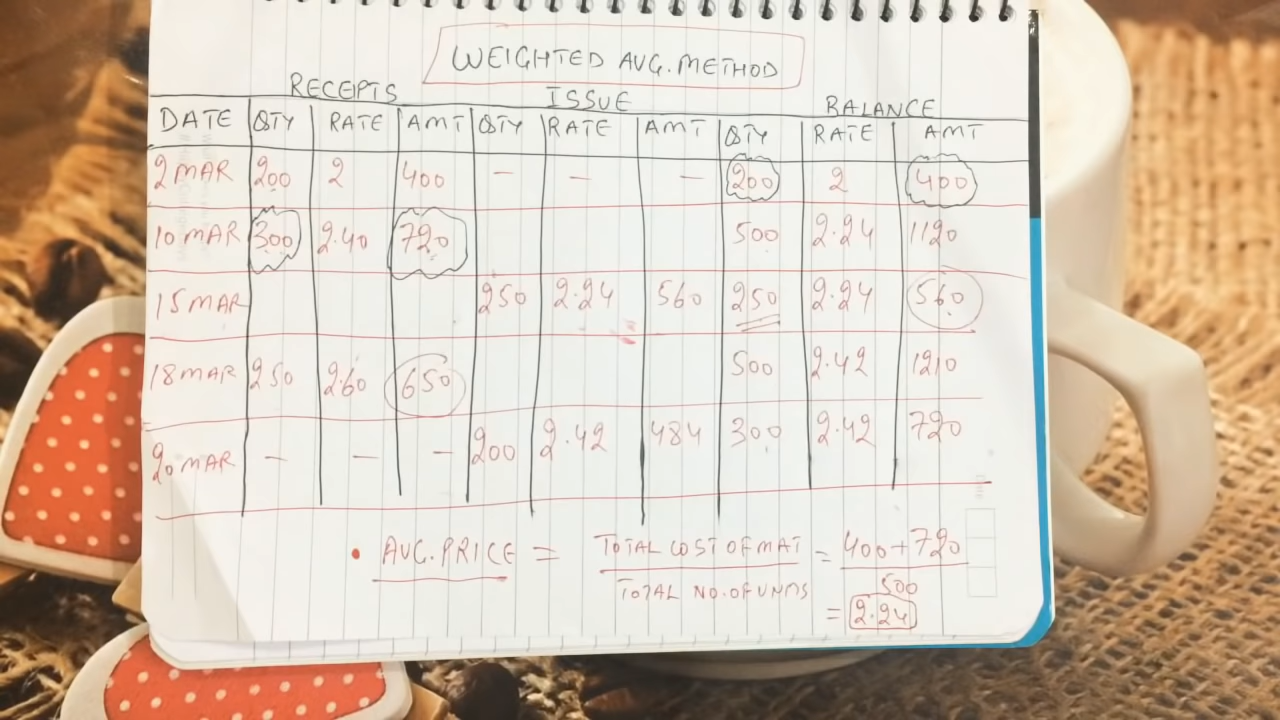 WEIGHTED AVG. METHOD
RECEIPTS ISSUE BALANCE
DATE QTY RATE AMT QTY RATE AMT QTY RATE AMT
2 MAR 200 2 400 — — — 200 2 400
10 MAR 300 2.40 720 500 2.24 1120
15 MAR 250 2.24 560 250 2.24 560
18 MAR 250 2.60 650 500 2.42 1210
20 MAR — — — 200 2.42 484 300 2.42 720
• AVG. PRICE = TOTAL COST OF MAT = 400+720
TOTAL NO. OF UNITS 500
= 2.24